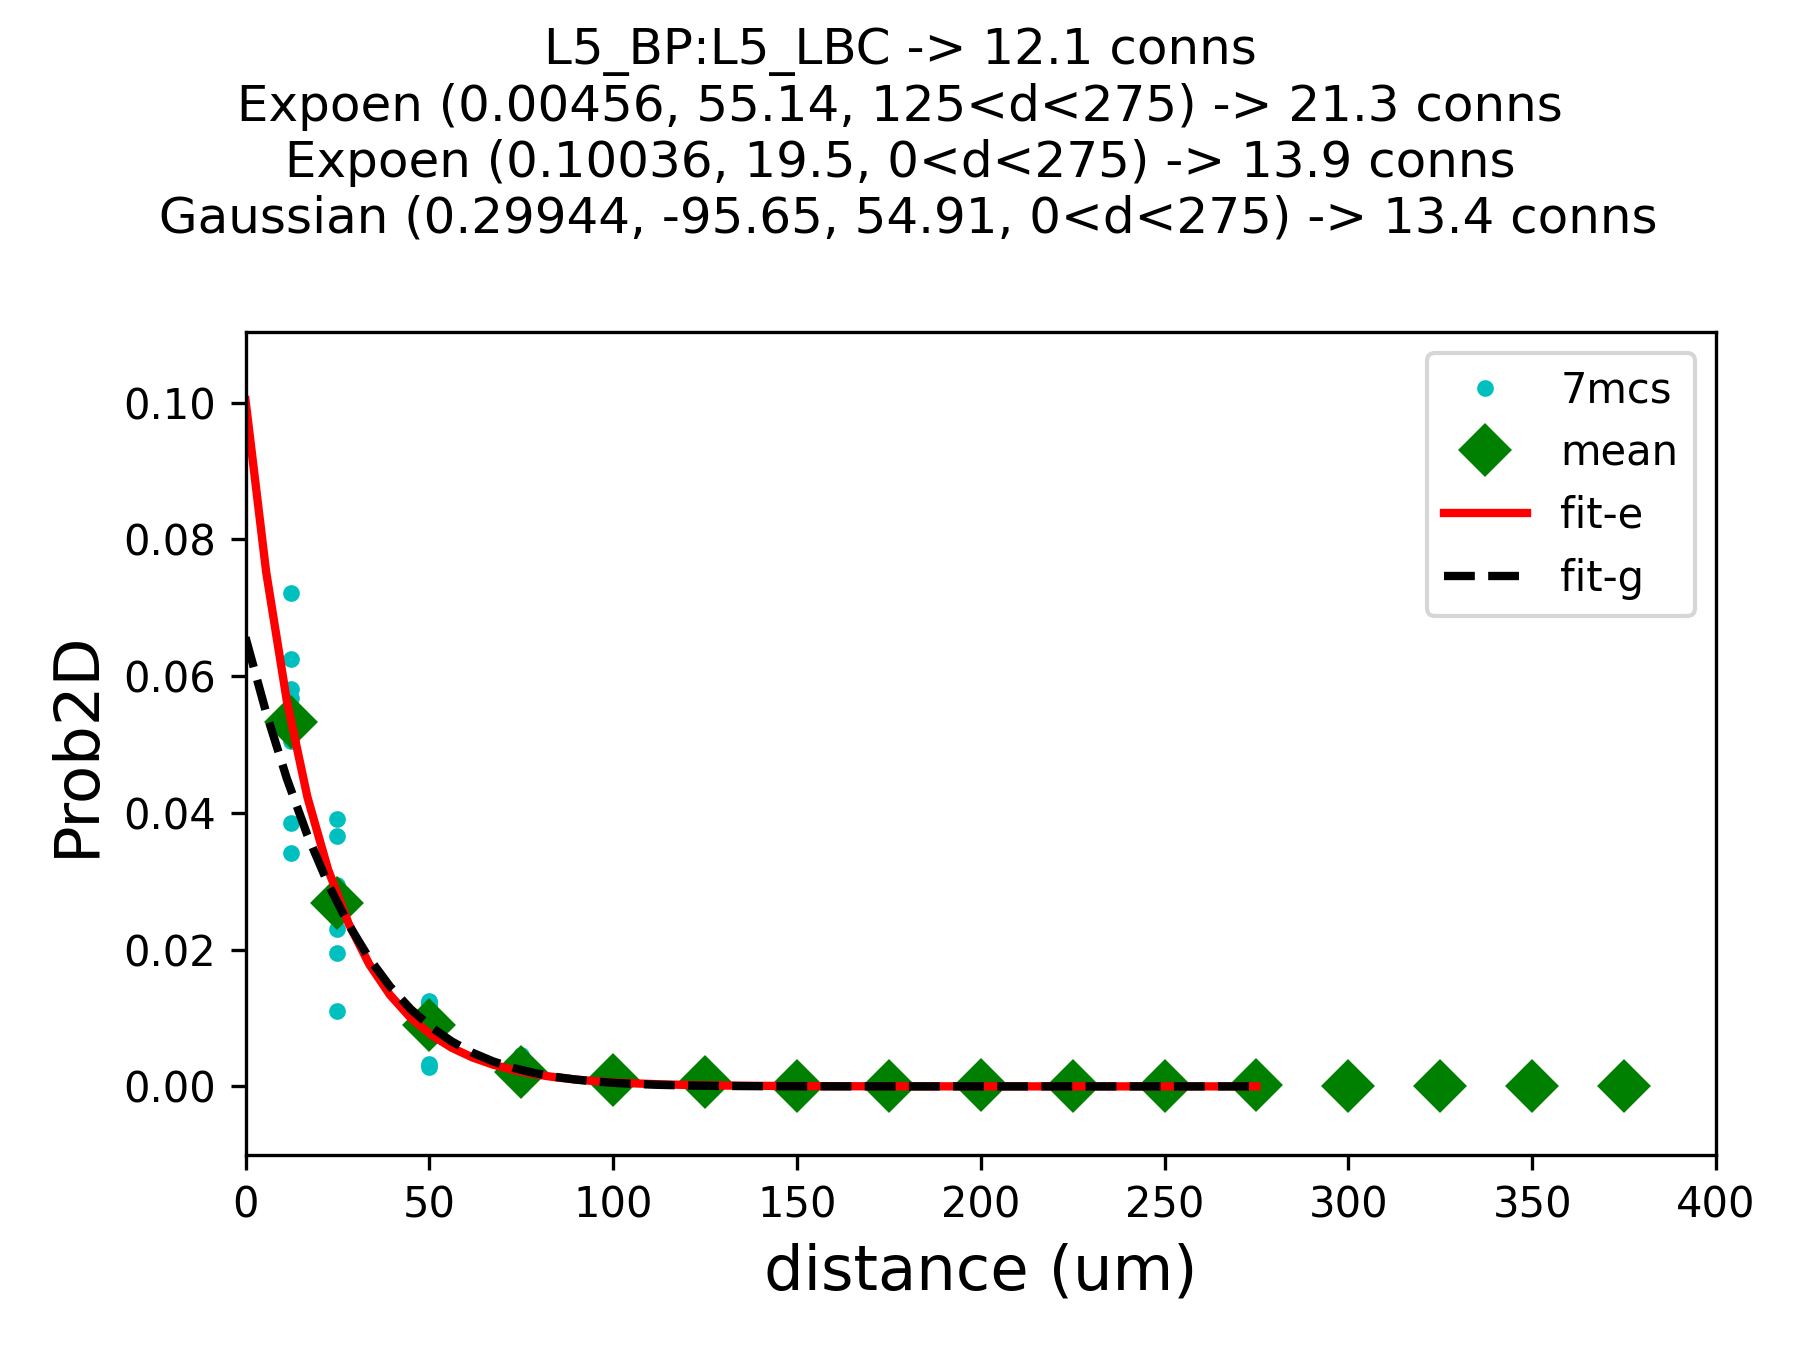 L5_BP:L5_LBC -> 12.1 conns
Expoen (0.00456, 55.14, 125<d<275) -> 21.3 conns
Expoen (0.10036, 19.5, 0<d<275) -> 13.9 conns
Gaussian (0.29944, -95.65, 54.91, 0<d<275) -> 13.4 conns
7mcs
mean
fit-e
fit-g
Prob2D
0.10
0.08
0.06
0.04
0.02
0.00
0 50 100 150 200 250 300 350 400
distance (um)